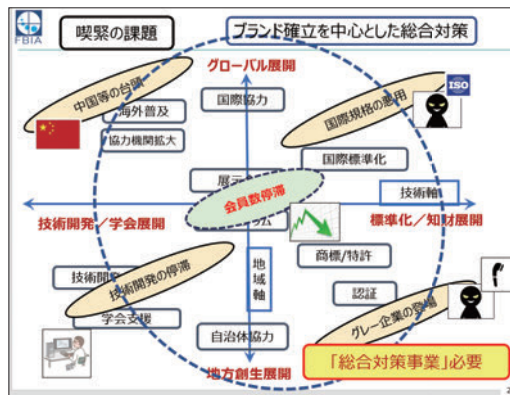 FBIA
喫緊の課題
ブランド確立を中心とした総合対策
グローバル展開
中国等の台頭
国際協力
国際規格の悪用
ISO
海外普及
協力機関拡大
国際標準化
会員数停滞
技術軸
技術開発/学会展開
標準化/知財展開
技術開発の停滞
地域軸
商標/特許
認証
学会支援
グレー企業の登場
自治体協力
地方創生展開
「総合対策事業」必要